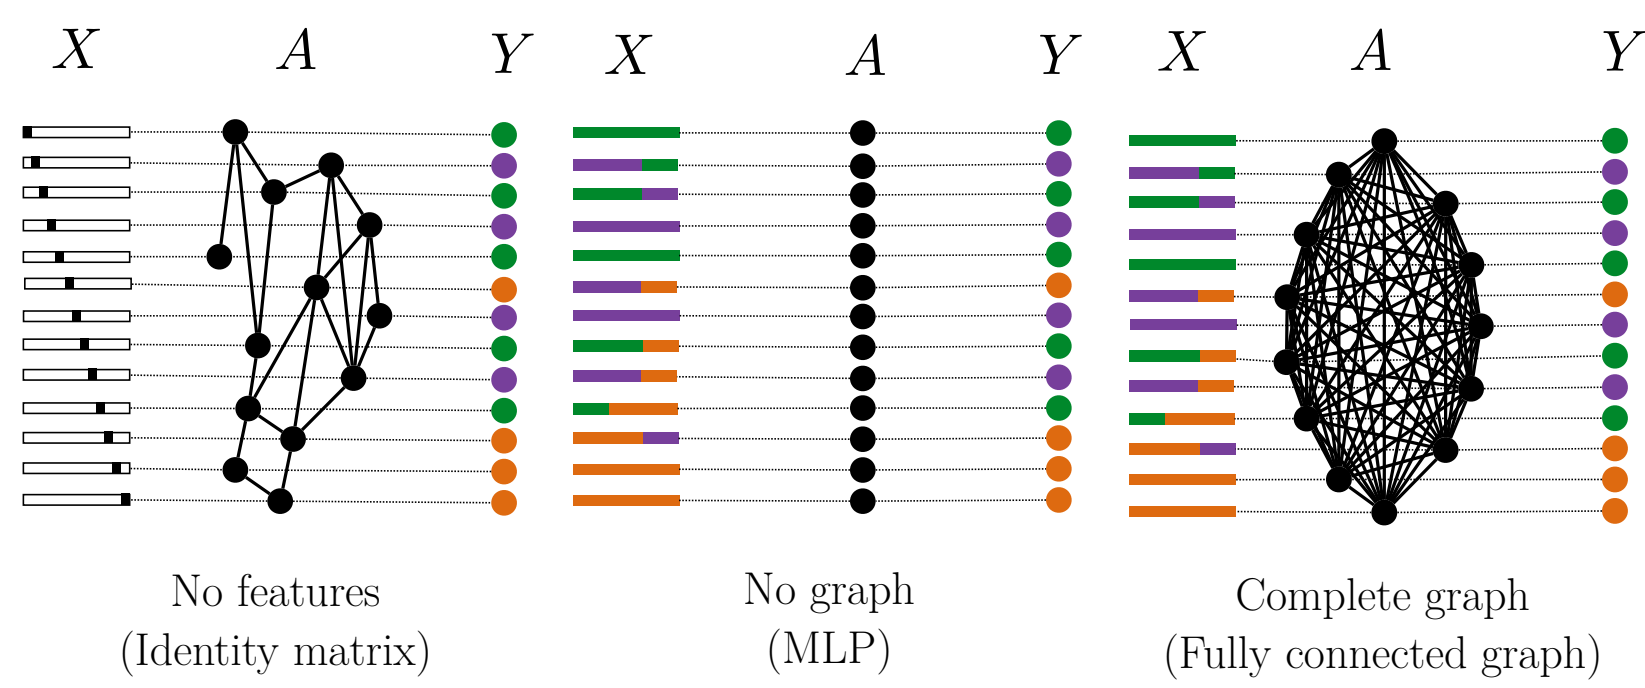 X A Y X A Y X A Y
No features
(Identity matrix)
No graph
(MLP)
Complete graph
(Fully connected graph)